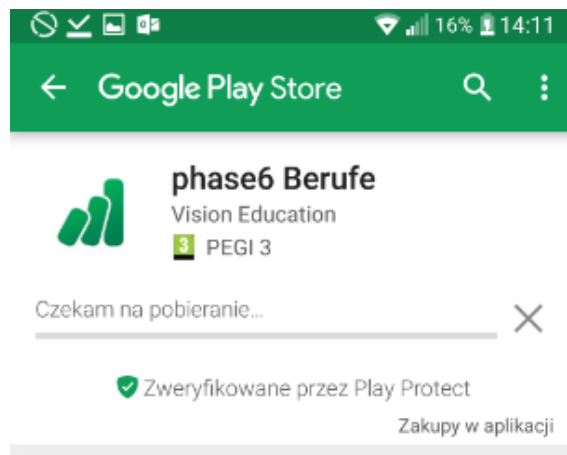 16% 14:11
Google Play Store
phase6 Berufe
Vision Education
3 PEGI 3
Czekam na pobieranie...
Zweryfikowane przez Play Protect
Zakupy w aplikacji